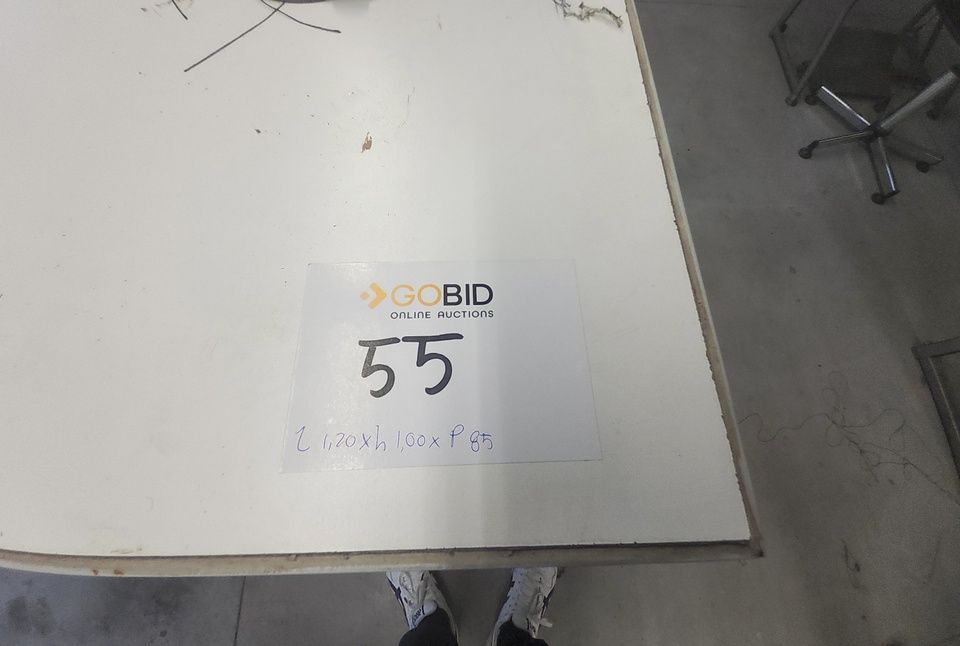 GOBID
ONLINE AUCTIONS
55
L 1,20 x h 1,00 x P 85